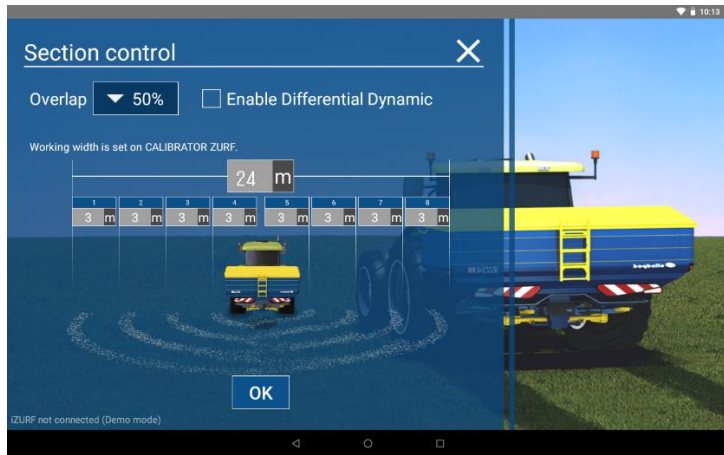 10:13
Section control
Overlap 50% Enable Differential Dynamic
Working width is set on CALIBRATOR ZURF.
24 m
1 2 3 4 5 6 7 8
3 m 3 m 3 m 3 m 3 m 3 m 3 m 3 m
bogballe
OK
iZURF not connected (Demo mode)